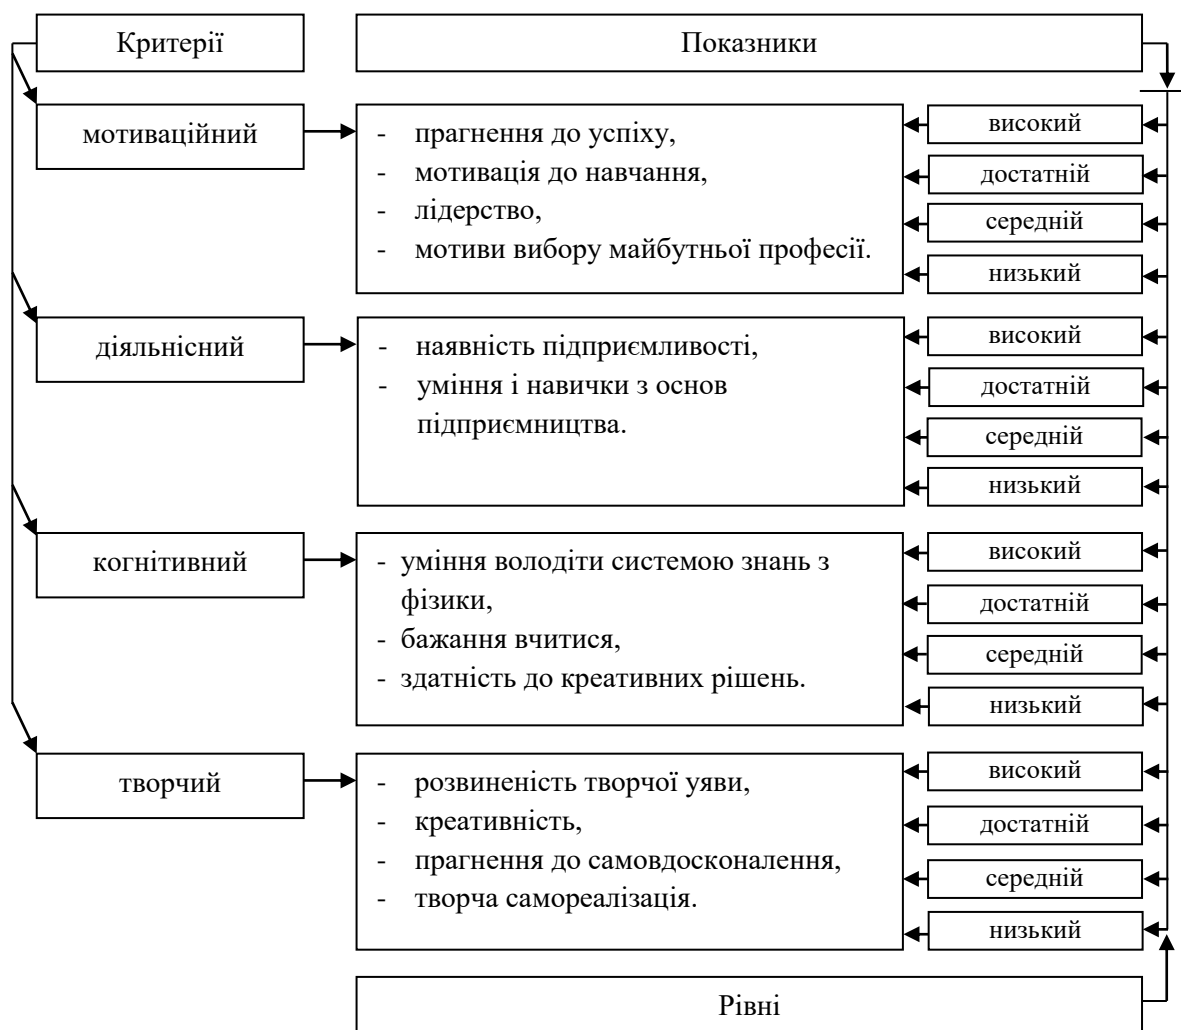 Критерії
Показники
мотиваційний
- прагнення до успіху,
- мотивація до навчання,
- лідерство,
- мотиви вибору майбутньої професії.
високий
достатній
середній
низький
діяльнісний
- наявність підприємливості,
- уміння і навички з основ
підприємництва.
високий
достатній
середній
низький
когнітивний
- уміння володіти системою знань з
фізики,
- бажання вчитися,
- здатність до креативних рішень.
високий
достатній
середній
низький
творчий
- розвиненість творчої уяви,
- креативність,
- прагнення до самовдосконалення,
- творча самореалізація.
високий
достатній
середній
низький
Рівні